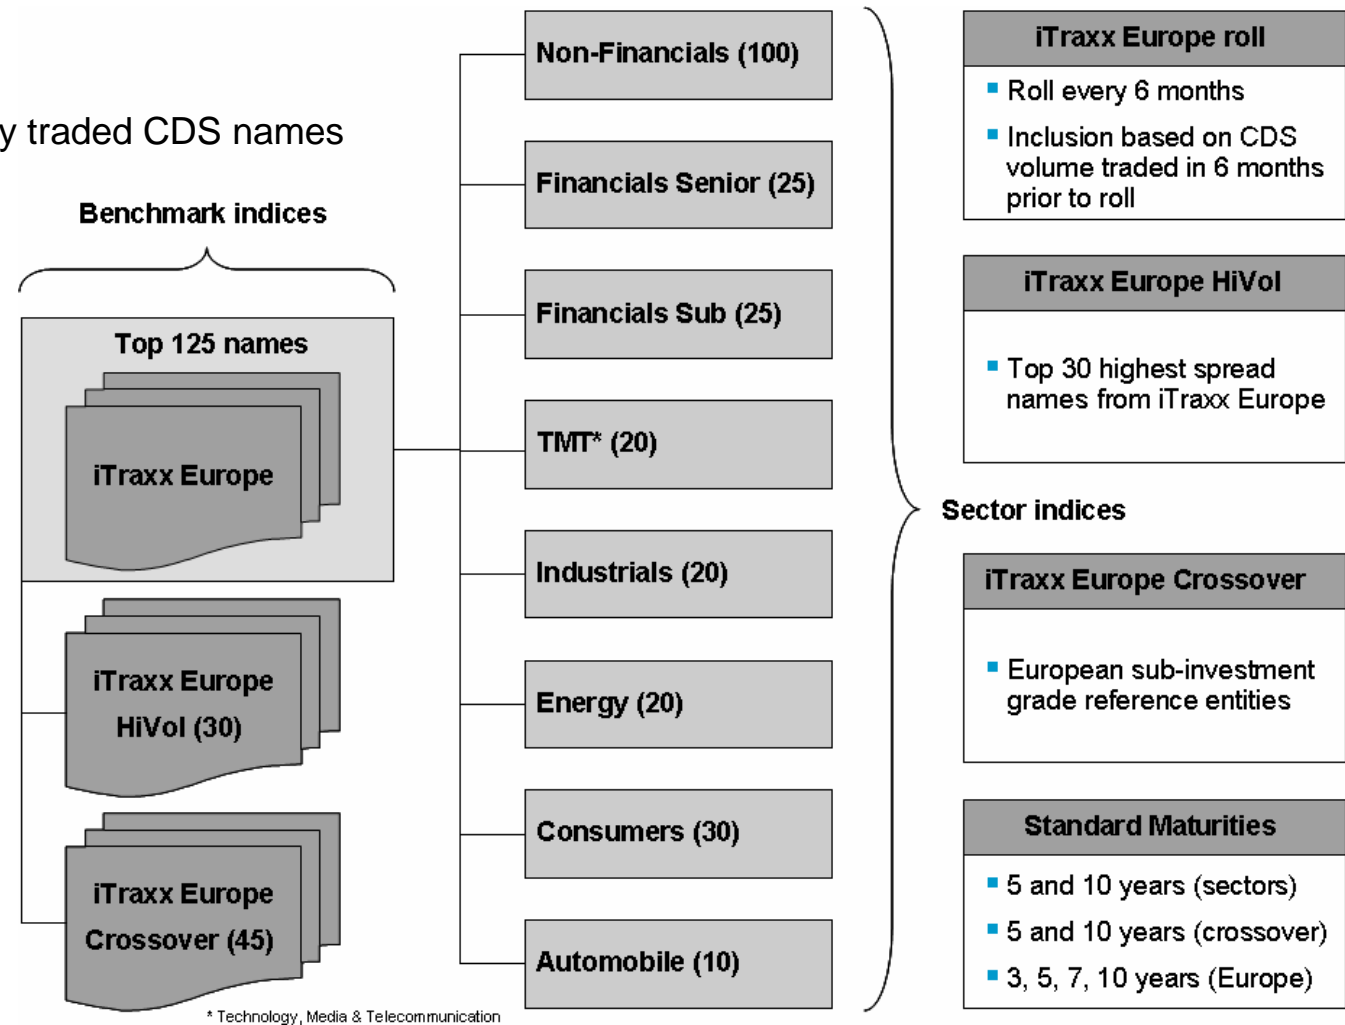 y traded CDS names
Benchmark indices
Top 125 names
iTraxx Europe
iTraxx Europe
HiVol (30)
iTraxx Europe
Crossover (45)
* Technology, Media & Telecommunication
Non-Financials (100)
Financials Senior (25)
Financials Sub (25)
TMT* (20)
Industrials (20)
Energy (20)
Consumers (30)
Automobile (10)
Sector indices
iTraxx Europe roll
Roll every 6 months
Inclusion based on CDS
volume traded in 6 months
prior to roll
iTraxx Europe HiVol
Top 30 highest spread
names from iTraxx Europe
iTraxx Europe Crossover
European sub-investment
grade reference entities
Standard Maturities
5 and 10 years (sectors)
5 and 10 years (crossover)
3, 5, 7, 10 years (Europe)